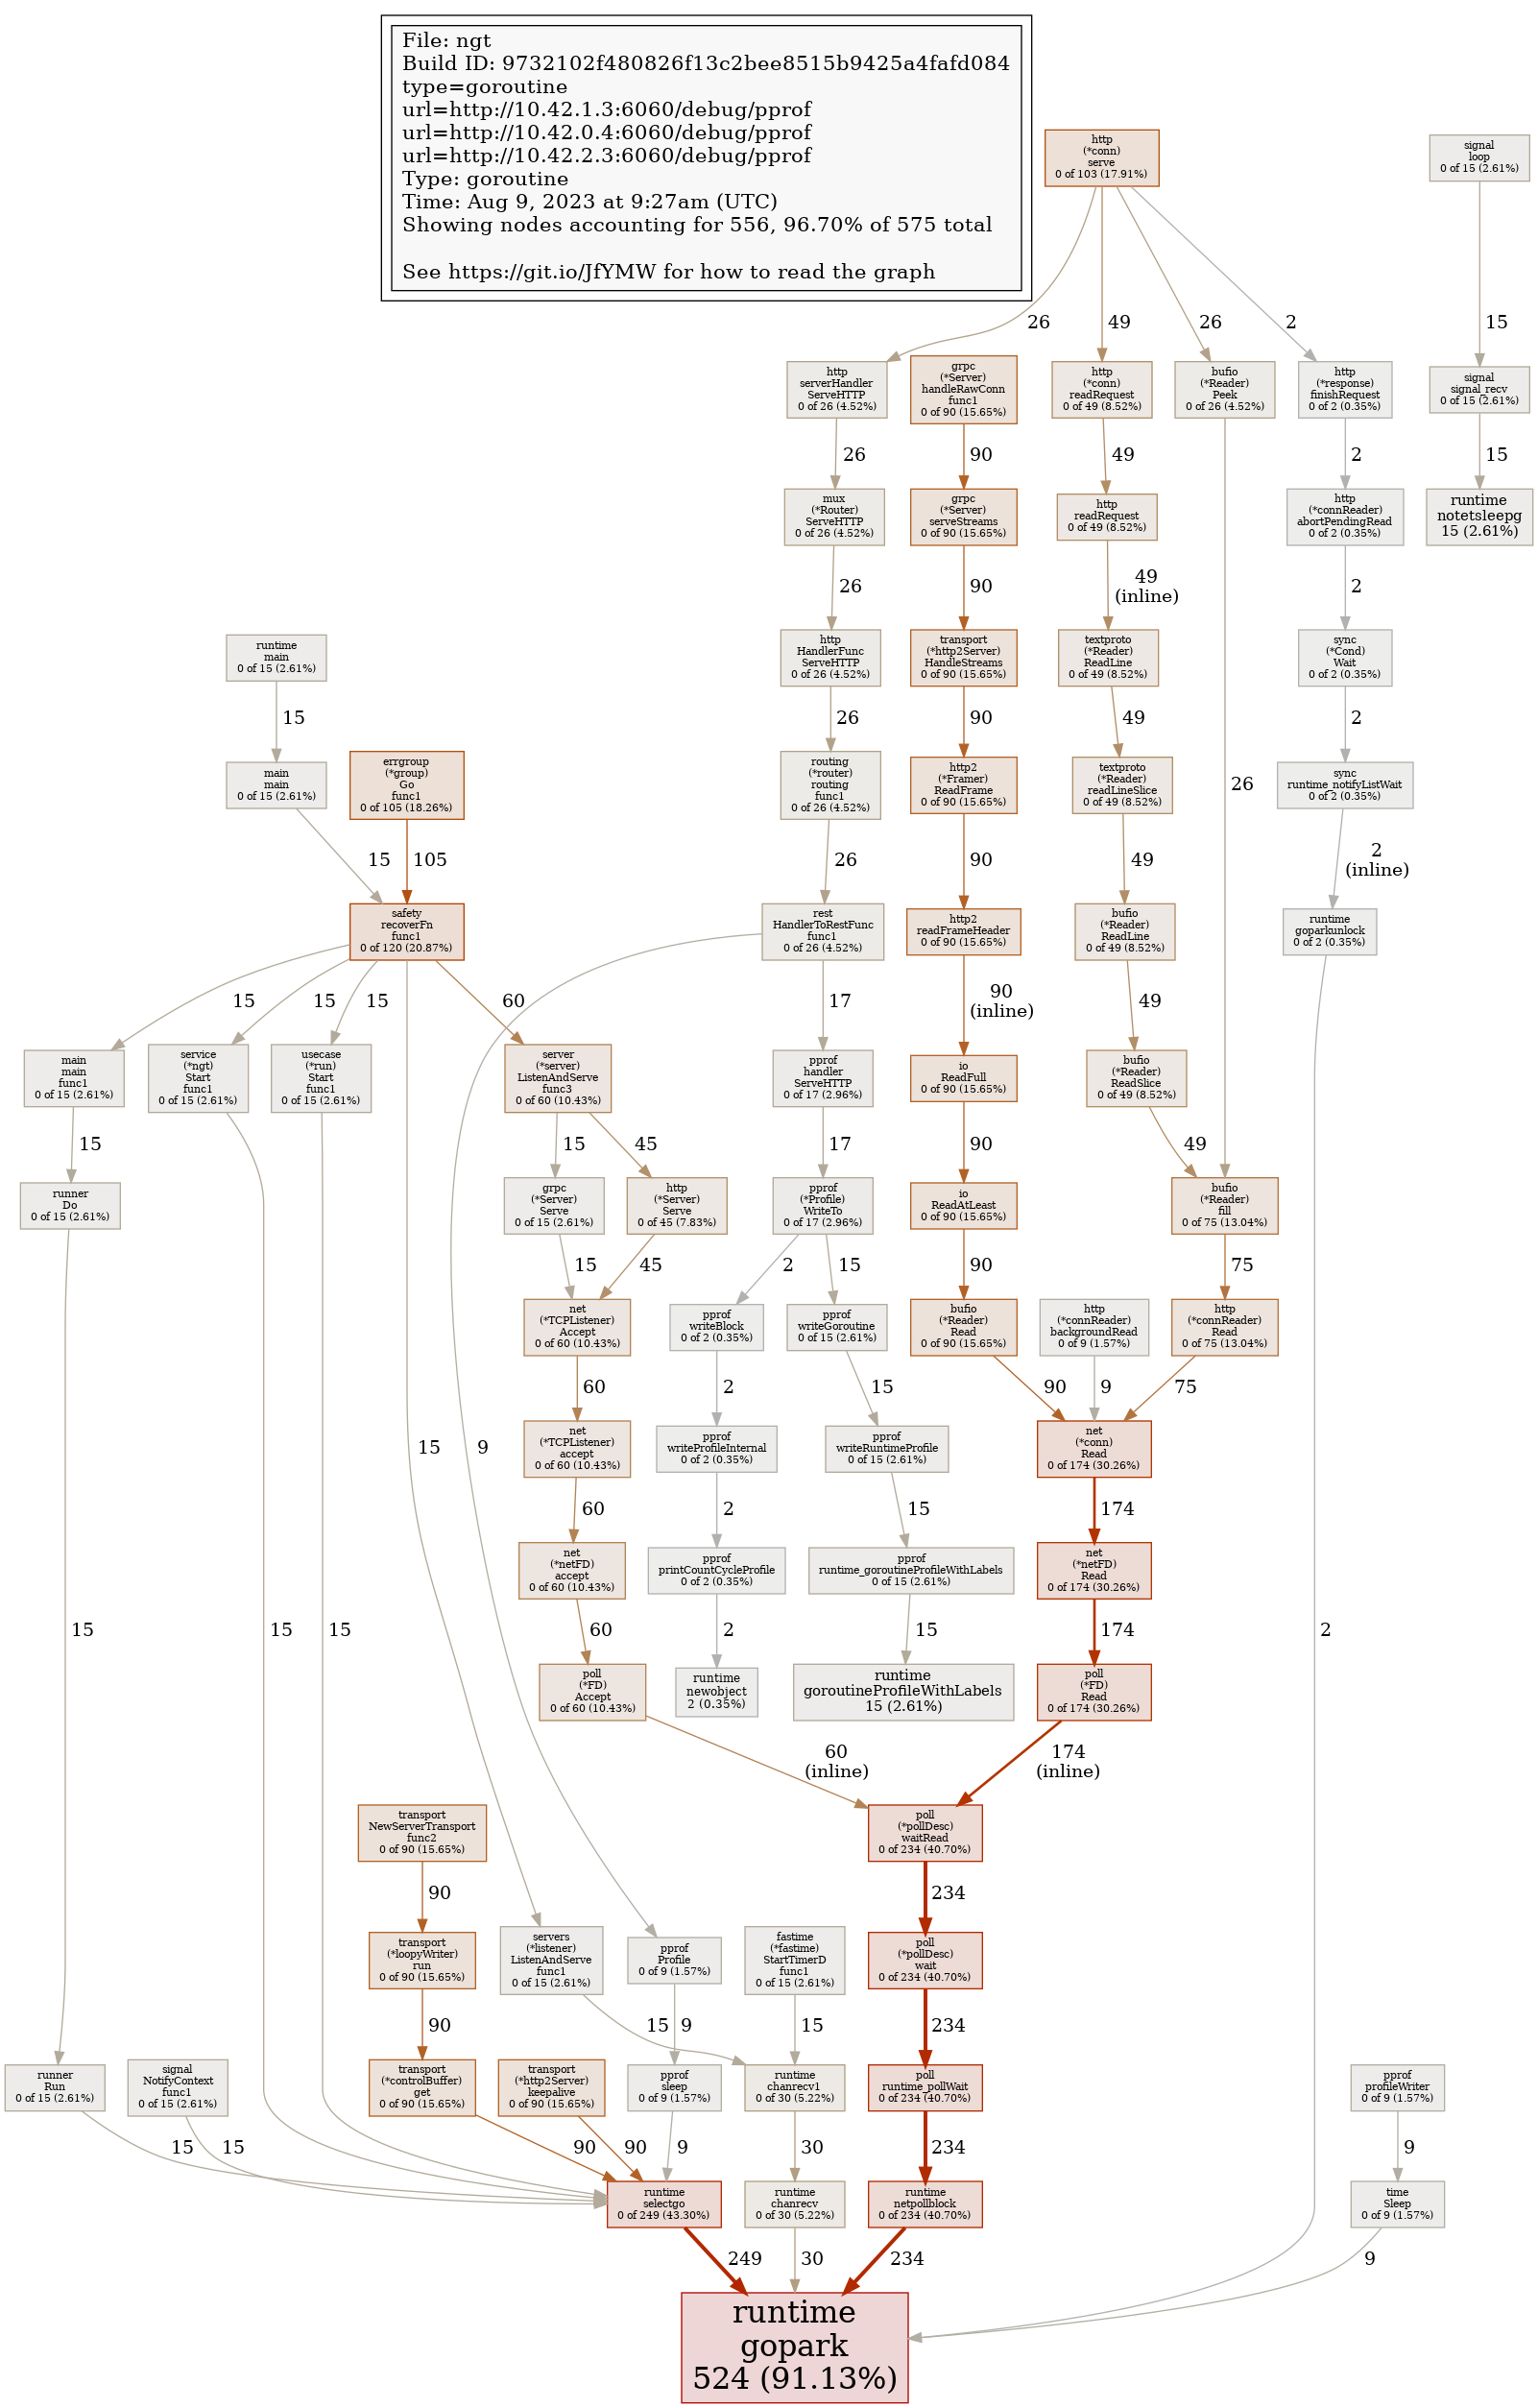 File: ngt
Build ID: 9732102f480826f13c2bee8515b9425a4fafd084
type=goroutine
url=http://10.42.1.3:6060/debug/pprof
url=http://10.42.0.4:6060/debug/pprof
url=http://10.42.2.3:6060/debug/pprof
Type: goroutine
Time: Aug 9, 2023 at 9:27am (UTC)
Showing nodes accounting for 556, 96.70% of 575 total
See https://git.io/JfYMW for how to read the graph
http
(*conn)
serve
0 of 103 (17.91%)
signal
loop
0 of 15 (2.61%)
26
49
26
2
15
http
serverHandler
ServeHTTP
0 of 26 (4.52%)
grpc
(*Server)
handleRawConn
func1
0 of 90 (15.65%)
http
(*conn)
readRequest
0 of 49 (8.52%)
bufio
(*Reader)
Peek
0 of 26 (4.52%)
http
(*response)
finishRequest
0 of 2 (0.35%)
signal
signal_recv
0 of 15 (2.61%)
26
90
49
2
15
mux
(*Router)
ServeHTTP
0 of 26 (4.52%)
grpc
(*Server)
serveStreams
0 of 90 (15.65%)
http
readRequest
0 of 49 (8.52%)
http
(*connReader)
abortPendingRead
0 of 2 (0.35%)
runtime
notetsleepg
15 (2.61%)
26
90
49
(inline)
2
runtime
main
0 of 15 (2.61%)
http
HandlerFunc
ServeHTTP
0 of 26 (4.52%)
transport
(*http2Server)
HandleStreams
0 of 90 (15.65%)
textproto
(*Reader)
ReadLine
0 of 49 (8.52%)
sync
(*Cond)
Wait
0 of 2 (0.35%)
15
26
90
49
2
main
main
0 of 15 (2.61%)
errgroup
(*group)
Go
func1
0 of 105 (18.26%)
routing
(*router)
routing
func1
0 of 26 (4.52%)
http2
(*Framer)
ReadFrame
0 of 90 (15.65%)
textproto
(*Reader)
readLineSlice
0 of 49 (8.52%)
26
sync
runtime_notifyListWait
0 of 2 (0.35%)
15
105
26
90
49
2
(inline)
safety
recoverFn
func1
0 of 120 (20.87%)
rest
HandlerToRestFunc
func1
0 of 26 (4.52%)
http2
readFrameHeader
0 of 90 (15.65%)
bufio
(*Reader)
ReadLine
0 of 49 (8.52%)
runtime
goparkunlock
0 of 2 (0.35%)
15
15
15
60
17
90
(inline)
49
main
main
func1
0 of 15 (2.61%)
service
(*ngt)
Start
func1
0 of 15 (2.61%)
usecase
(*run)
Start
func1
0 of 15 (2.61%)
server
(*server)
ListenAndServe
func3
0 of 60 (10.43%)
pprof
handler
ServeHTTP
0 of 17 (2.96%)
io
ReadFull
0 of 90 (15.65%)
bufio
(*Reader)
ReadSlice
0 of 49 (8.52%)
15
15
45
17
90
49
runner
Do
0 of 15 (2.61%)
grpc
(*Server)
Serve
0 of 15 (2.61%)
http
(*Server)
Serve
0 of 45 (7.83%)
pprof
(*Profile)
WriteTo
0 of 17 (2.96%)
io
ReadAtLeast
0 of 90 (15.65%)
bufio
(*Reader)
fill
0 of 75 (13.04%)
15
45
2
15
90
75
net
(*TCPListener)
Accept
0 of 60 (10.43%)
pprof
writeBlock
0 of 2 (0.35%)
pprof
writeGoroutine
0 of 15 (2.61%)
bufio
(*Reader)
Read
0 of 90 (15.65%)
http
(*connReader)
backgroundRead
0 of 9 (1.57%)
http
(*connReader)
Read
0 of 75 (13.04%)
60
2
15
90
9
75
15
9
net
(*TCPListener)
accept
0 of 60 (10.43%)
pprof
writeProfileInternal
0 of 2 (0.35%)
pprof
writeRuntimeProfile
0 of 15 (2.61%)
net
(*conn)
Read
0 of 174 (30.26%)
60
2
15
174
net
(*netFD)
accept
0 of 60 (10.43%)
pprof
printCountCycleProfile
0 of 2 (0.35%)
pprof
runtime_goroutineProfileWithLabels
0 of 15 (2.61%)
net
(*netFD)
Read
0 of 174 (30.26%)
15
15
15
60
2
15
174
2
poll
(*FD)
Accept
0 of 60 (10.43%)
runtime
newobject
2 (0.35%)
runtime
goroutineProfileWithLabels
15 (2.61%)
poll
(*FD)
Read
0 of 174 (30.26%)
60
(inline)
174
(inline)
transport
NewServerTransport
func2
0 of 90 (15.65%)
poll
(*pollDesc)
waitRead
0 of 234 (40.70%)
90
234
transport
(*loopyWriter)
run
0 of 90 (15.65%)
servers
(*listener)
ListenAndServe
func1
0 of 15 (2.61%)
pprof
Profile
0 of 9 (1.57%)
fastime
(*fastime)
StartTimerD
func1
0 of 15 (2.61%)
poll
(*pollDesc)
wait
0 of 234 (40.70%)
90
15
9
15
234
runner
Run
0 of 15 (2.61%)
signal
NotifyContext
func1
0 of 15 (2.61%)
transport
(*controlBuffer)
get
0 of 90 (15.65%)
transport
(*http2Server)
keepalive
0 of 90 (15.65%)
pprof
sleep
0 of 9 (1.57%)
runtime
chanrecv1
0 of 30 (5.22%)
poll
runtime_pollWait
0 of 234 (40.70%)
pprof
profileWriter
0 of 9 (1.57%)
15
15
90
90
9
30
234
9
runtime
selectgo
0 of 249 (43.30%)
runtime
chanrecv
0 of 30 (5.22%)
runtime
netpollblock
0 of 234 (40.70%)
time
Sleep
0 of 9 (1.57%)
249
30
234
9
runtime
gopark
524 (91.13%)